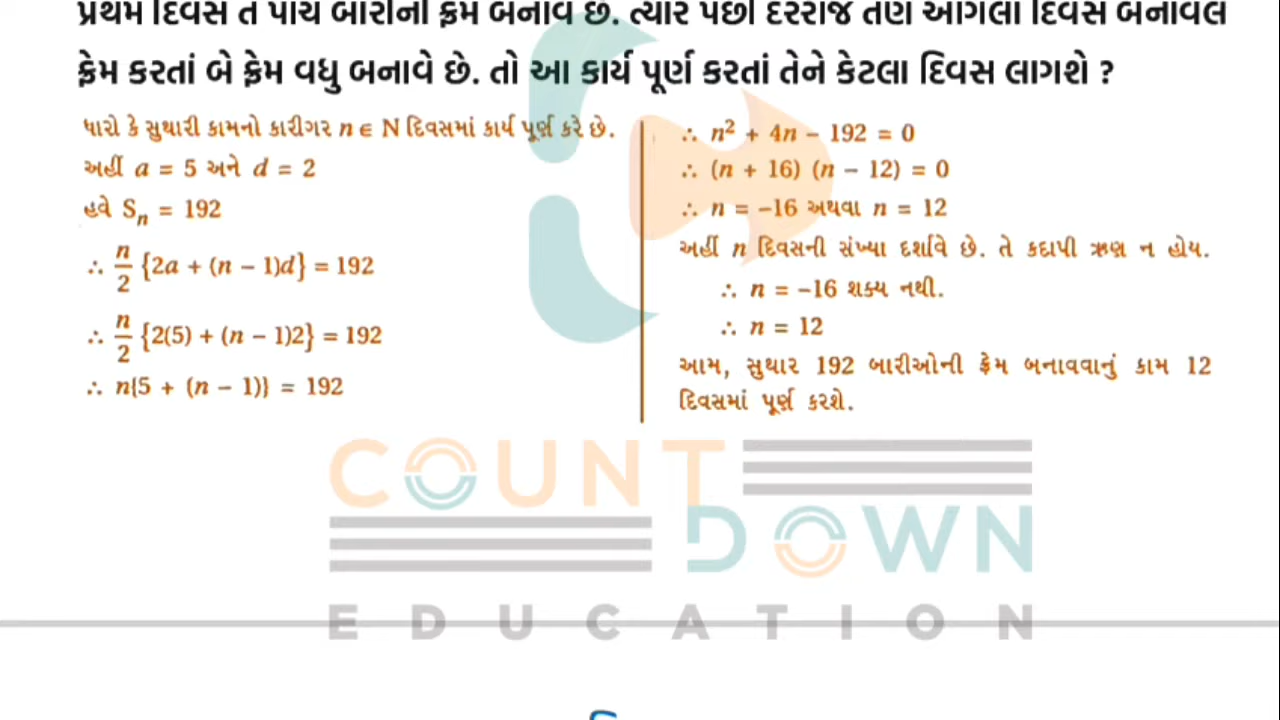 પ્રથમ દિવસે તે પાંચ બારીની ફ્રેમ બનાવે છે. ત્યાર પછી દરરોજ તેણે આગલા દિવસે બનાવેલ
ફ્રેમ કરતાં બે ફ્રેમ વધુ બનાવે છે. તો આ કાર્ય પૂર્ણ કરતાં તેને કેટલા દિવસ લાગશે ?
ધારો કે સુથારી કામનો કારીગર n ∈ N દિવસમાં કાર્ય પૂર્ણ કરે છે.
અહીં a = 5 અને d = 2
હવે Sₙ = 192
∴ n/2 {2a + (n − 1)d} = 192
∴ n/2 {2(5) + (n − 1)2} = 192
∴ n{5 + (n − 1)} = 192
∴ n² + 4n − 192 = 0
∴ (n + 16) (n − 12) = 0
∴ n = −16 અથવા n = 12
અહીં n દિવસની સંખ્યા દર્શાવે છે. તે કદાપી ઋણ ન હોય.
∴ n = −16 શક્ય નથી.
∴ n = 12
આમ, સુથાર 192 બારીઓની ફ્રેમ બનાવવાનું કામ 12
દિવસમાં પૂર્ણ કરશે.
COUNT
DOWN
EDUCATION